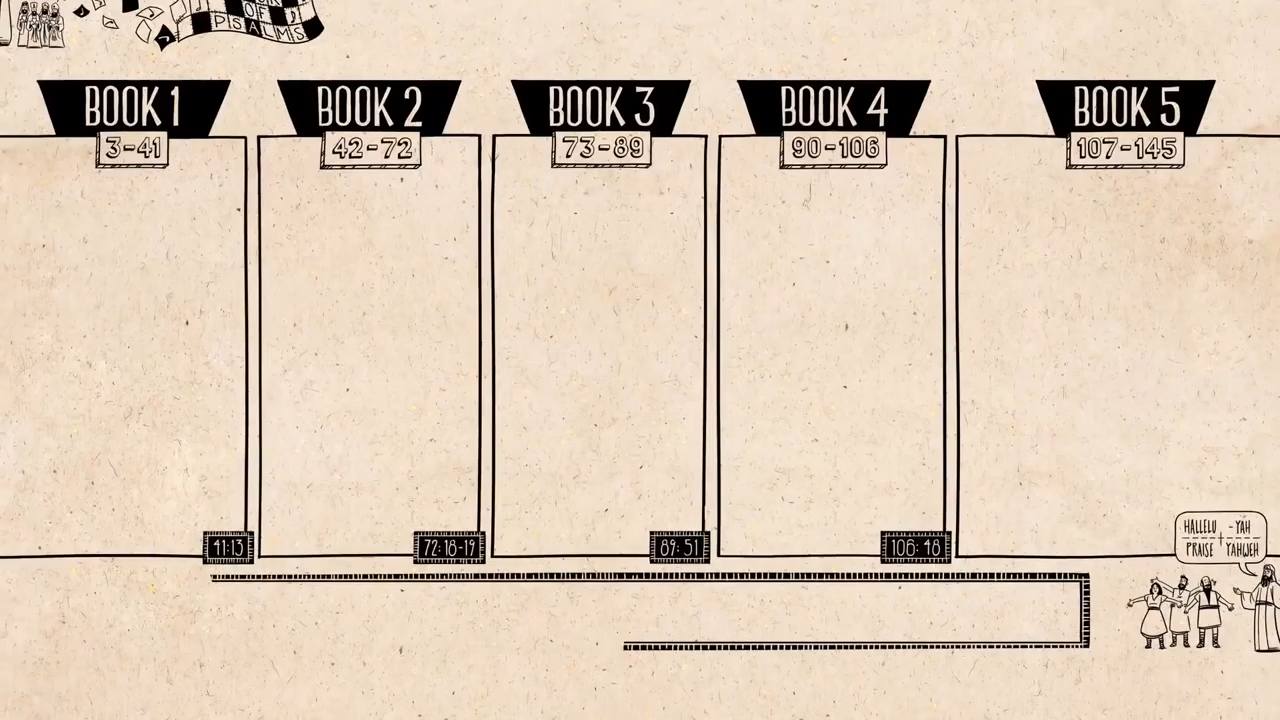 OF
PSALMS
BOOK 1
3-41
BOOK 2
42-72
BOOK 3
73-89
BOOK 4
90-106
BOOK 5
107-145
41:13
72:18-19
89:51
106:48
HALLELU -YAH
PRAISE + YAHWEH